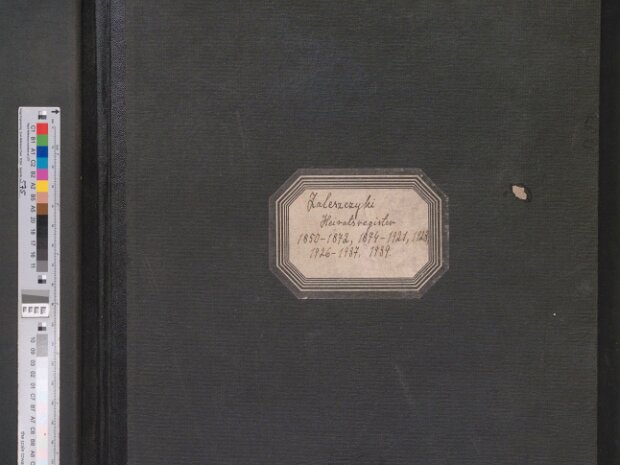 Zaleszczyki
Heiratsregister
1850-1872, 1874-1921, 1923
1926-1937. 1939.